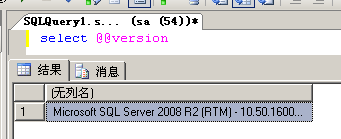 SQLQuery1.s... (sa (54))*
select @@version
结果 消息
(无列名)
1 Microsoft SQL Server 2008 R2 (RTM) - 10.50.1600...